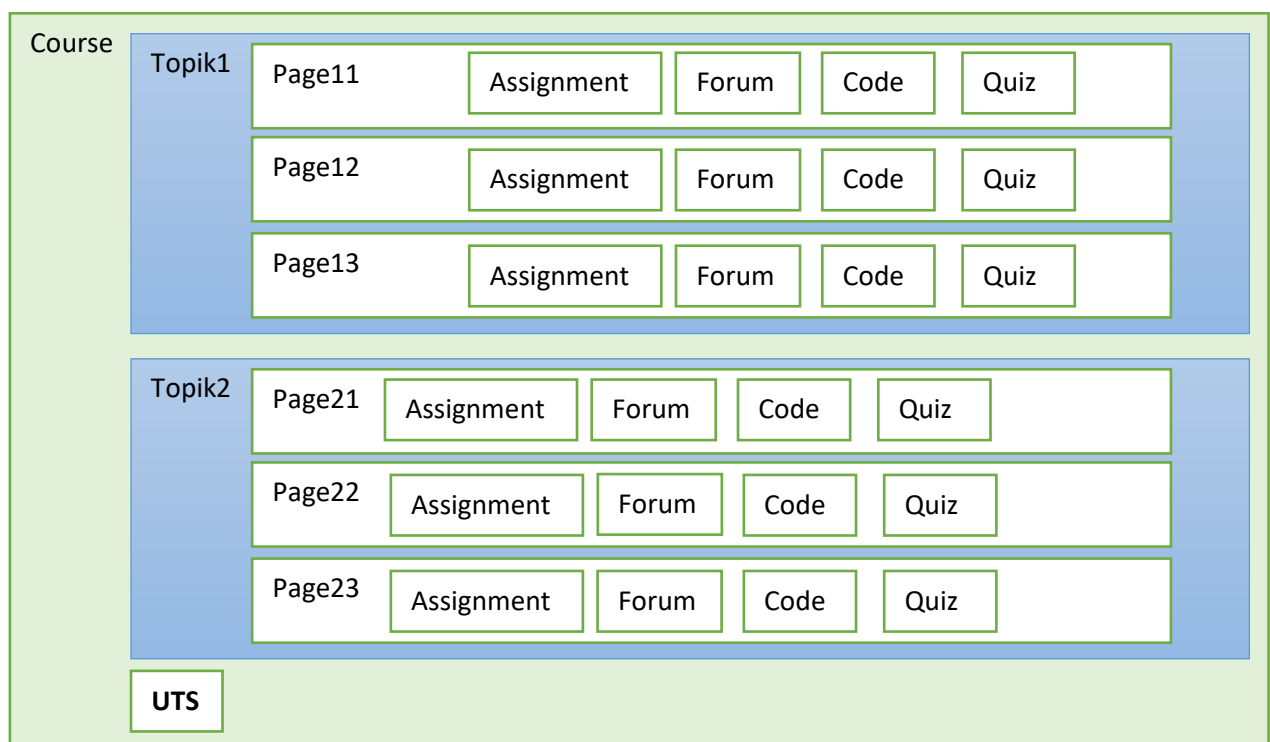 Course
Topik1
Page11 Assignment Forum Code Quiz
Page12 Assignment Forum Code Quiz
Page13 Assignment Forum Code Quiz
Topik2
Page21 Assignment Forum Code Quiz
Page22 Assignment Forum Code Quiz
Page23 Assignment Forum Code Quiz
UTS